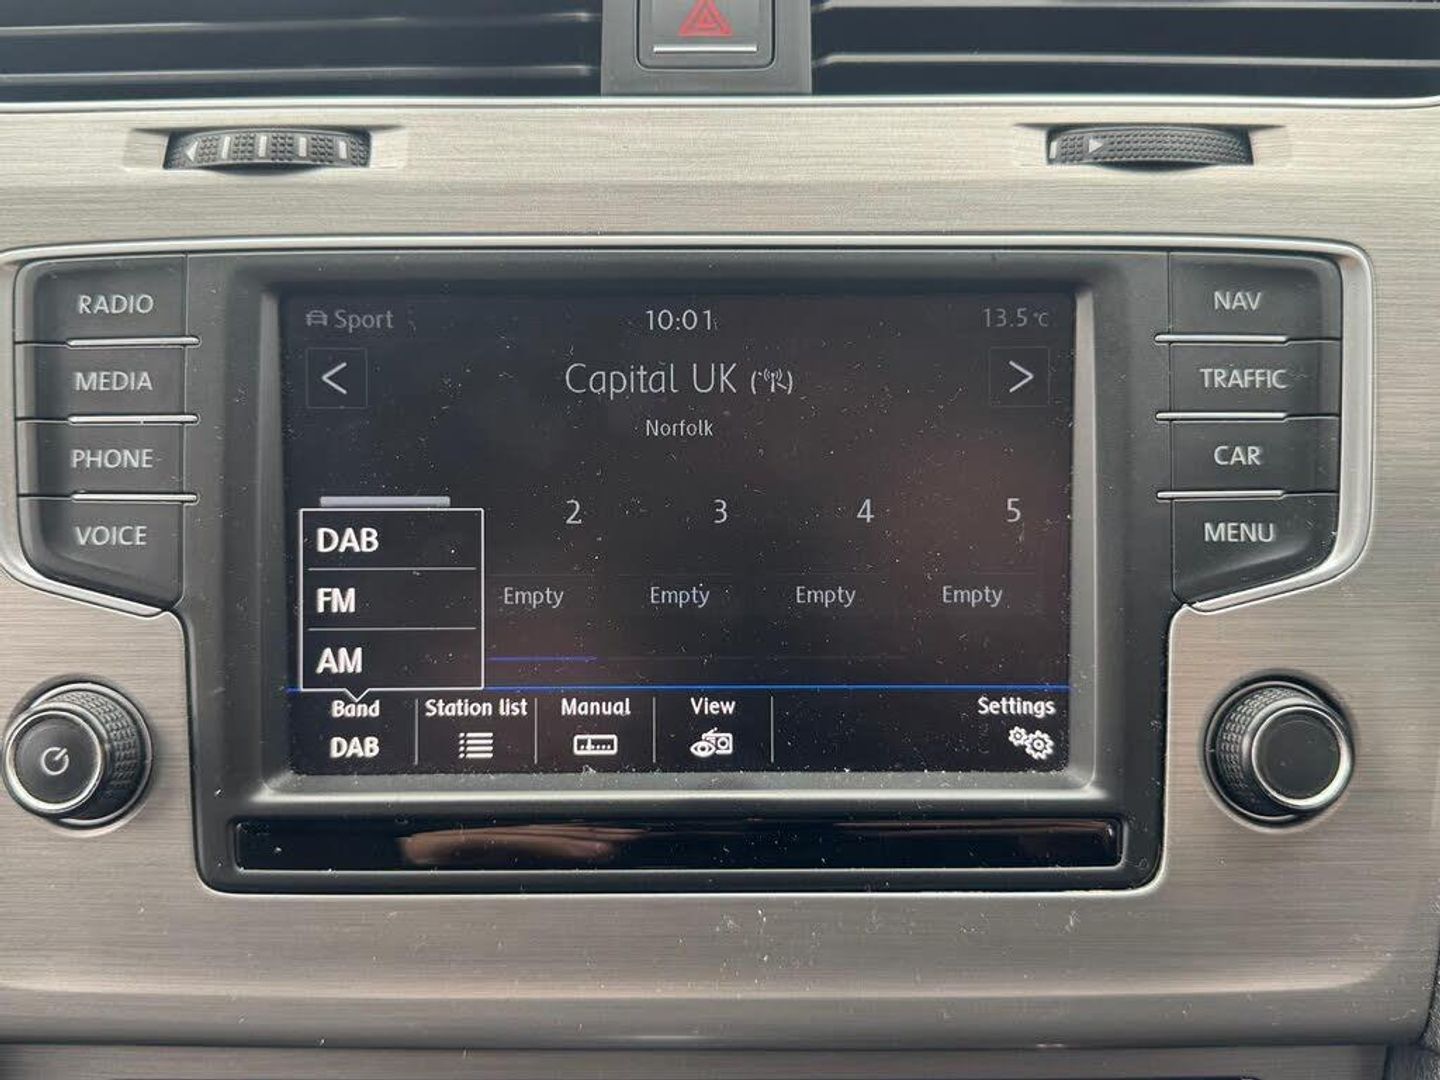 RADIO
MEDIA
PHONE
VOICE
Sport
10:01
13.5 °C
<
Capital UK
>
Norfolk
2
3
4
5
DAB
FM
AM
Empty
Empty
Empty
Empty
Band
DAB
Station list
Manual
View
Settings
NAV
TRAFFIC
CAR
MENU